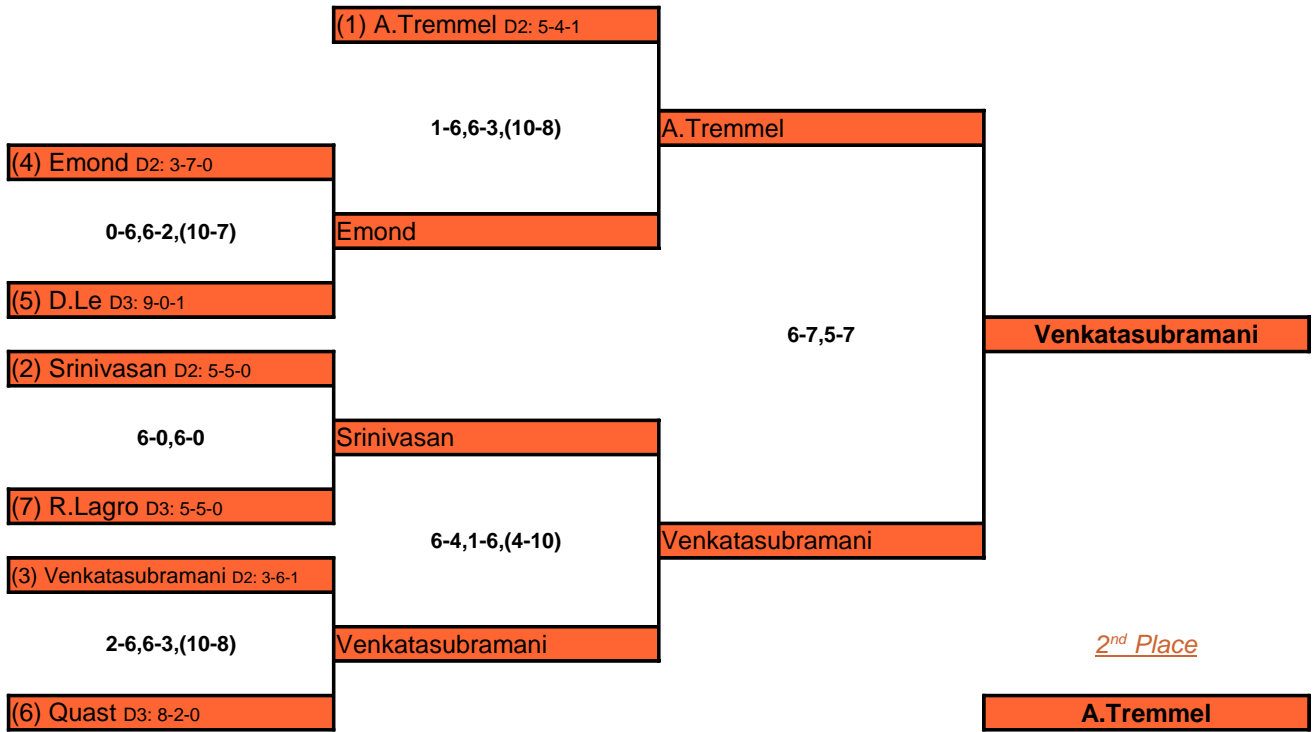 (1) A.Tremmel D2: 5-4-1
1-6,6-3,(10-8)
A.Tremmel
(4) Emond D2: 3-7-0
0-6,6-2,(10-7)
Emond
(5) D.Le D3: 9-0-1
6-7,5-7
Venkatasubramani
(2) Srinivasan D2: 5-5-0
6-0,6-0
Srinivasan
(7) R.Lagro D3: 5-5-0
6-4,1-6,(4-10)
Venkatasubramani
(3) Venkatasubramani D2: 3-6-1
2-6,6-3,(10-8)
Venkatasubramani
2nd Place
(6) Quast D3: 8-2-0
A.Tremmel